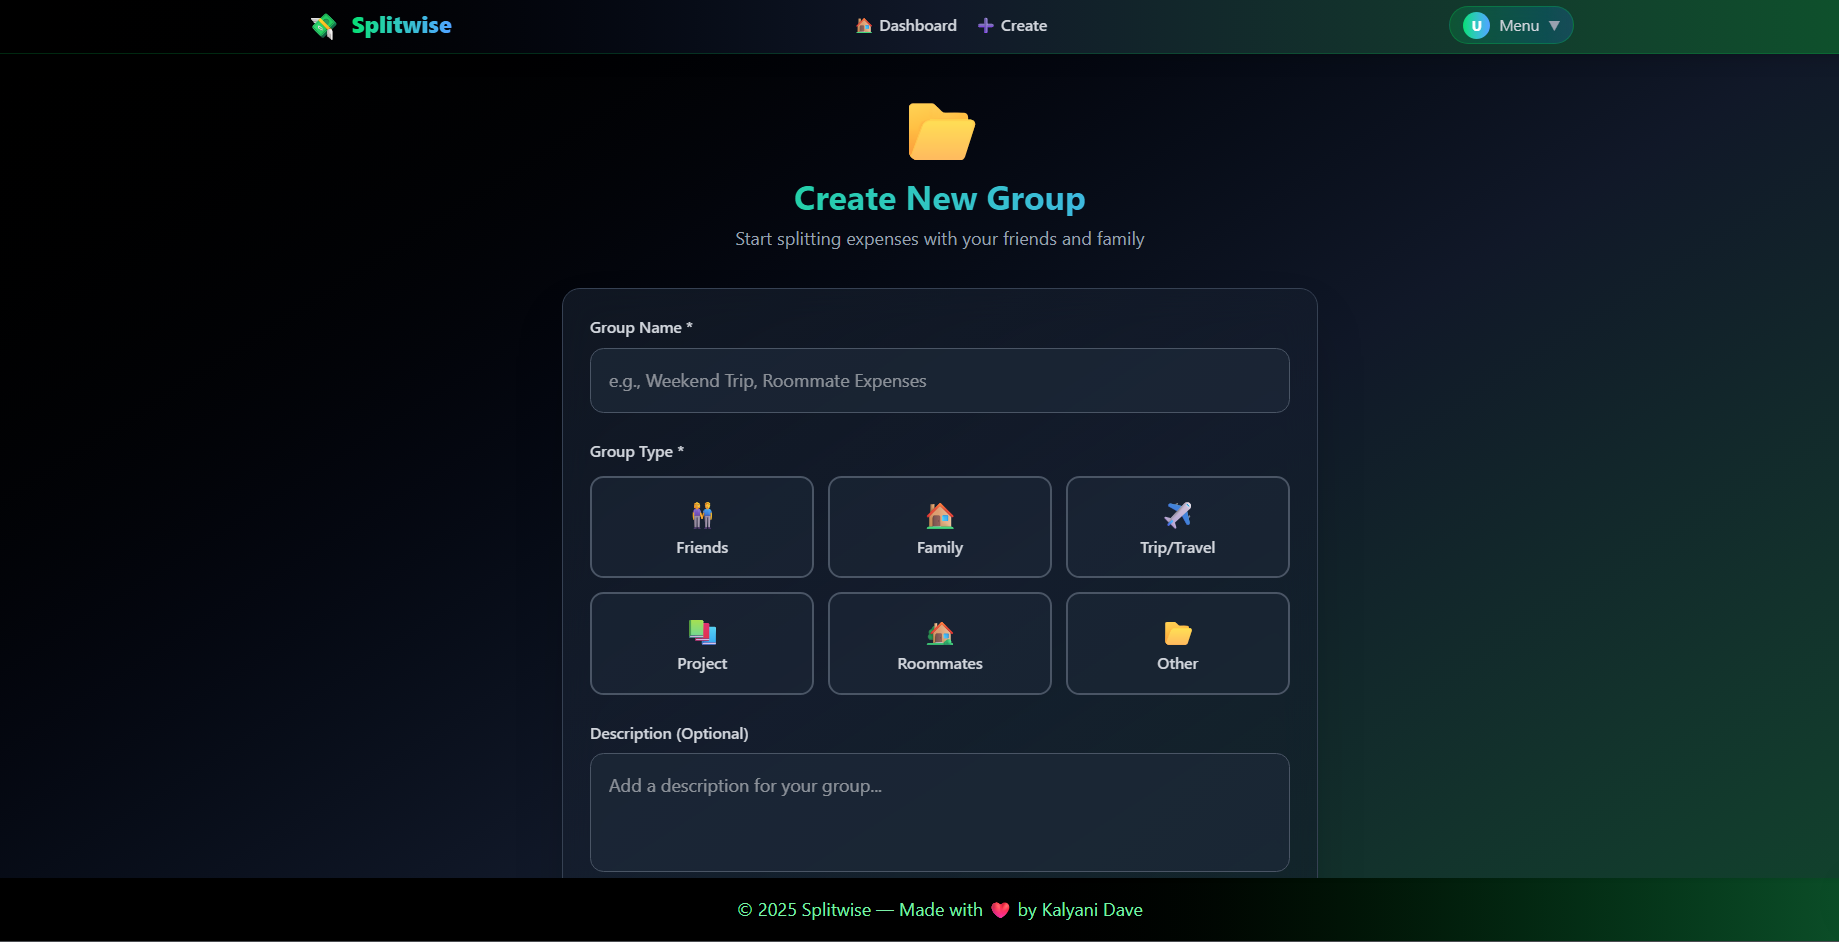 Splitwise
Dashboard
Create
U
Menu ▼
Create New Group
Start splitting expenses with your friends and family
Group Name *
e.g., Weekend Trip, Roommate Expenses
Group Type *
Friends
Family
Trip/Travel
Project
Roommates
Other
Description (Optional)
Add a description for your group...
© 2025 Splitwise — Made with ❤️ by Kalyani Dave